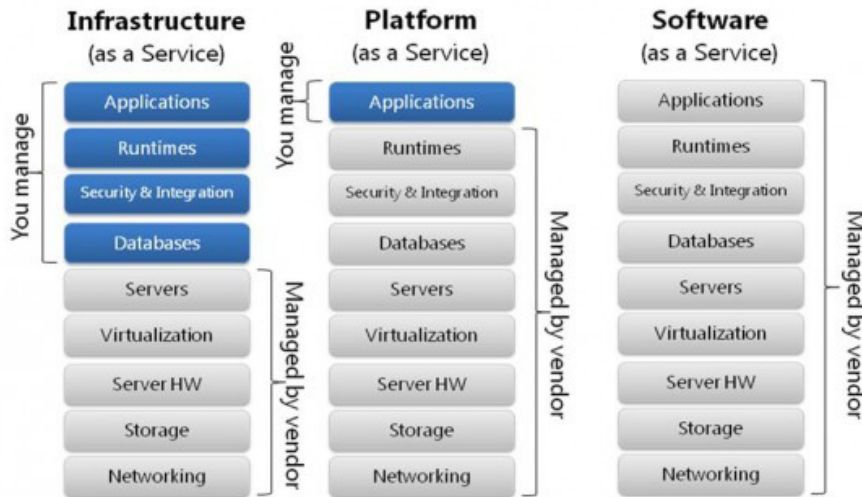 Infrastructure
(as a Service)
You manage
Applications
Runtimes
Security & Integration
Databases
Servers
Virtualization
Server HW
Storage
Networking
Managed by vendor
Platform
(as a Service)
You manage
Applications
Runtimes
Security & Integration
Databases
Servers
Virtualization
Server HW
Storage
Networking
Managed by vendor
Software
(as a Service)
Applications
Runtimes
Security & Integration
Databases
Servers
Virtualization
Server HW
Storage
Networking
Managed by vendor